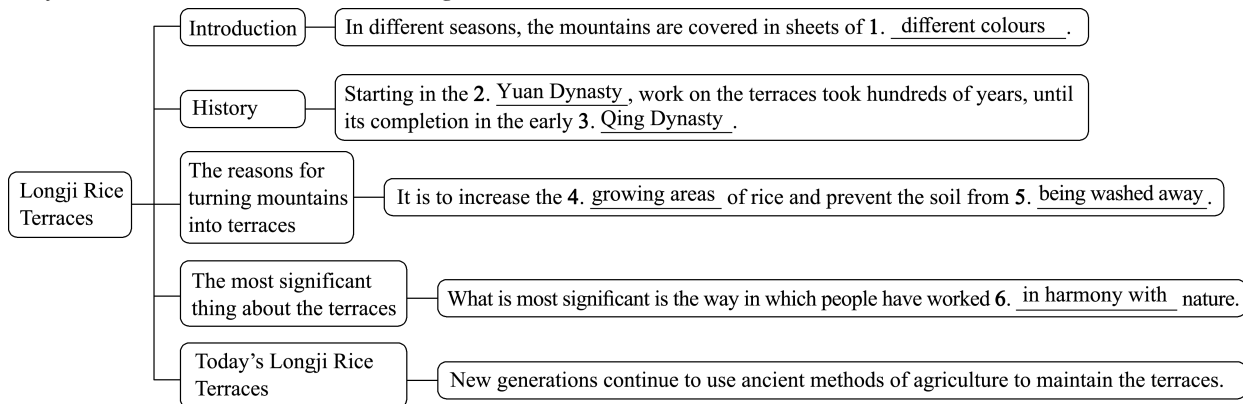 Introduction
In different seasons, the mountains are covered in sheets of 1. different colours .
History
Starting in the 2. Yuan Dynasty , work on the terraces took hundreds of years, until
its completion in the early 3. Qing Dynasty .
Longji Rice
Terraces
The reasons for
turning mountains
into terraces
It is to increase the 4. growing areas of rice and prevent the soil from 5. being washed away .
The most significant
thing about the terraces
What is most significant is the way in which people have worked 6. in harmony with nature.
Today's Longji Rice
Terraces
New generations continue to use ancient methods of agriculture to maintain the terraces.